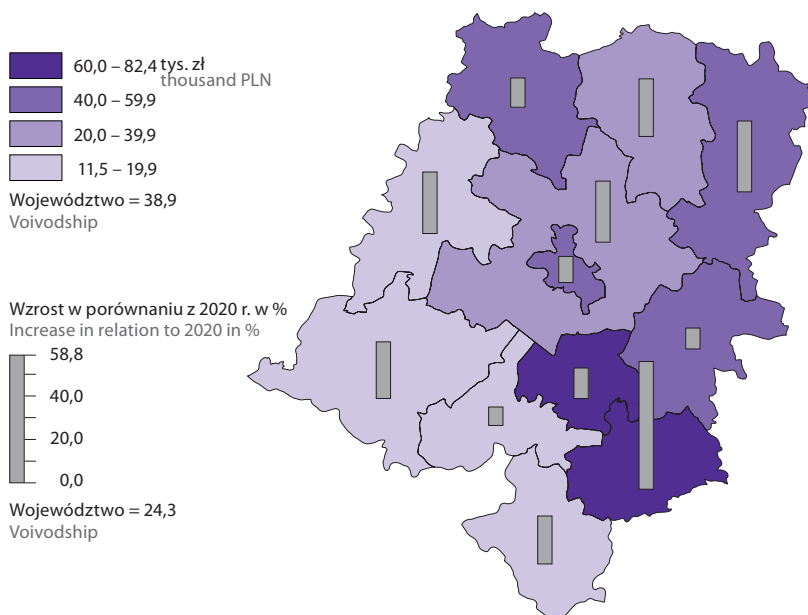 60,0 – 82,4 tys. zł
thousand PLN
40,0 – 59,9
20,0 – 39,9
11,5 – 19,9
Województwo = 38,9
Voivodship
Wzrost w porównaniu z 2020 r. w %
Increase in relation to 2020 in %
58,8
40,0
20,0
0,0
Województwo = 24,3
Voivodship